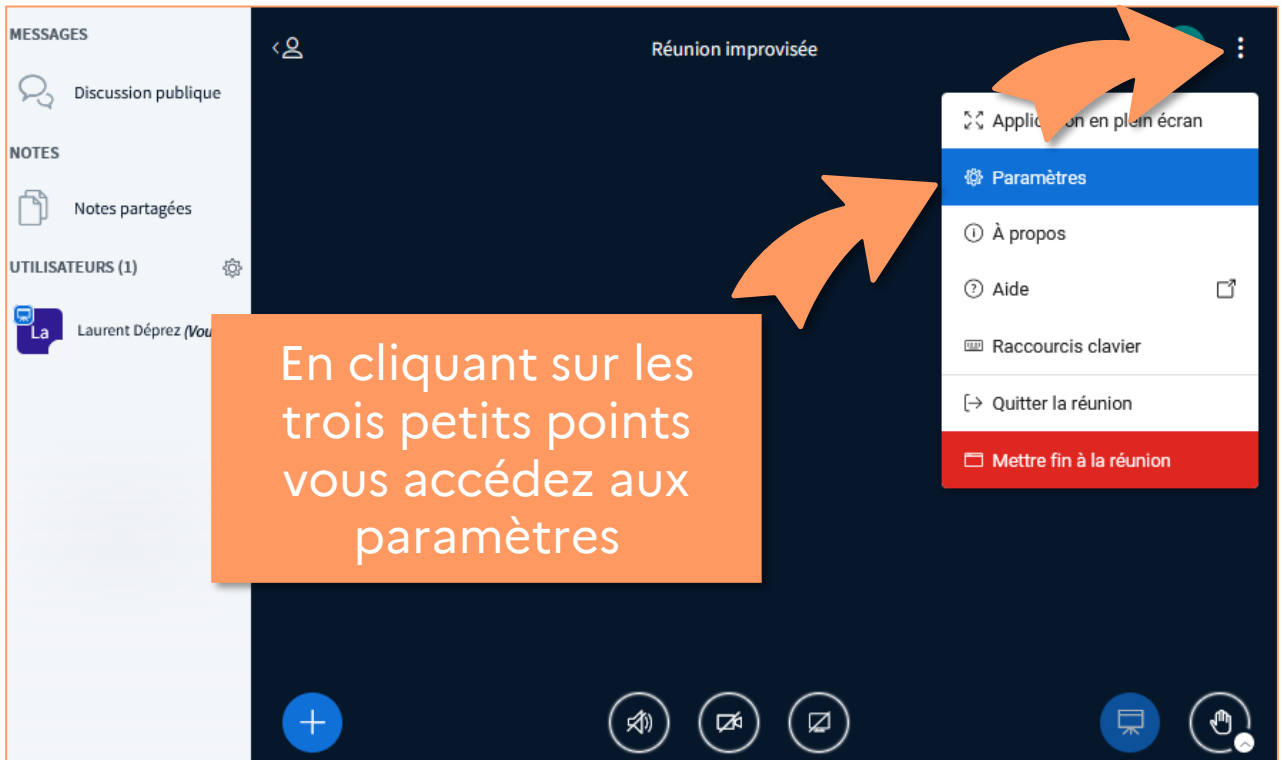 MESSAGES
Discussion publique
NOTES
Notes partagées
UTILISATEURS (1)
La
Laurent Déprez (Vou
Réunion improvisée
en plein écran
Paramètres
À propos
Aide
Raccourcis clavier
Quitter la réunion
Mettre fin à la réunion
En cliquant sur les
trois petits points
vous accédez aux
paramètres